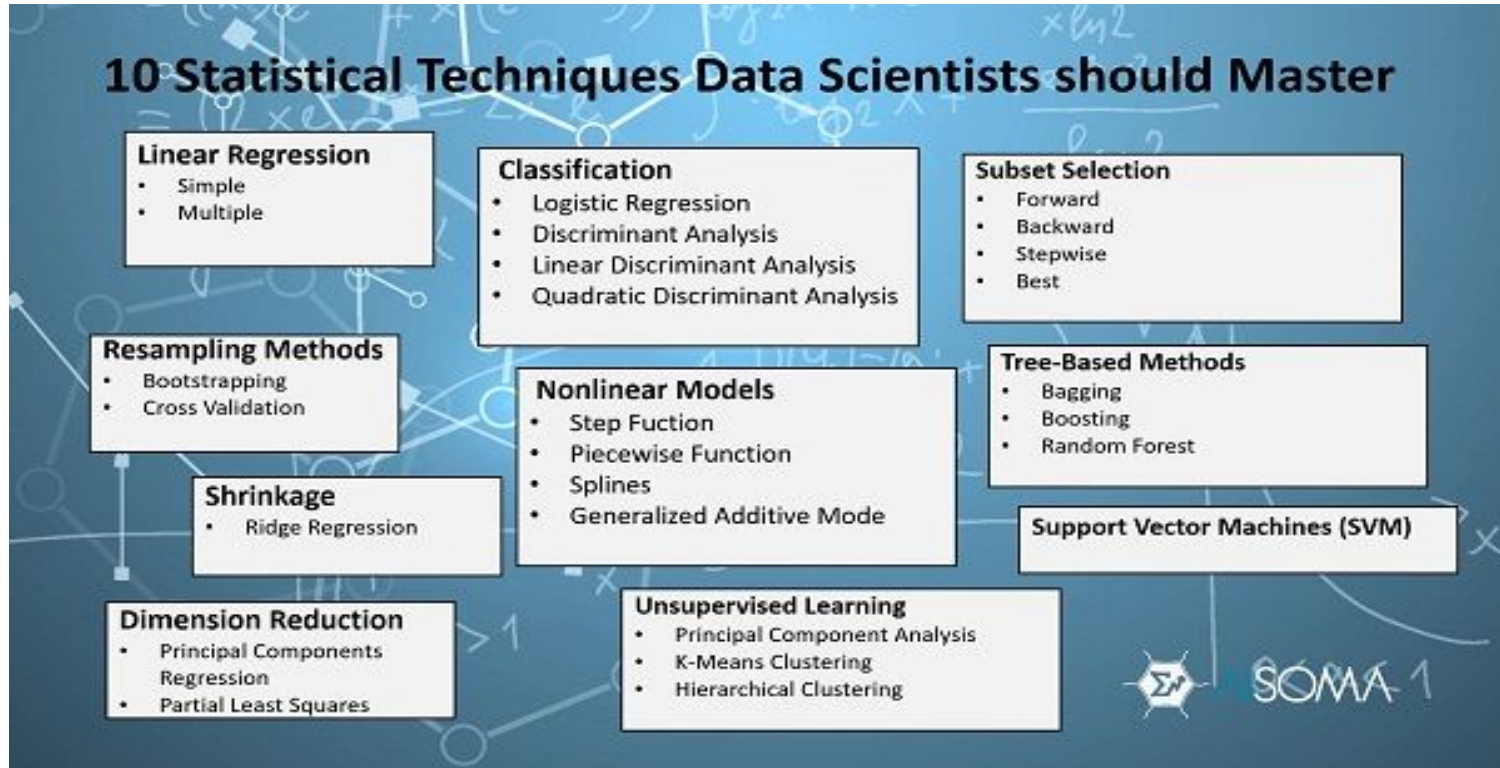 10 Statistical Techniques Data Scientists should Master
Linear Regression
• Simple
• Multiple
Classification
• Logistic Regression
• Discriminant Analysis
• Linear Discriminant Analysis
• Quadratic Discriminant Analysis
Subset Selection
• Forward
• Backward
• Stepwise
• Best
Resampling Methods
• Bootstrapping
• Cross Validation
Nonlinear Models
• Step Fuction
• Piecewise Function
• Splines
• Generalized Additive Mode
Tree-Based Methods
• Bagging
• Boosting
• Random Forest
Shrinkage
• Ridge Regression
Support Vector Machines (SVM)
Dimension Reduction
• Principal Components
Regression
• Partial Least Squares
Unsupervised Learning
• Principal Component Analysis
• K-Means Clustering
• Hierarchical Clustering
SOMA